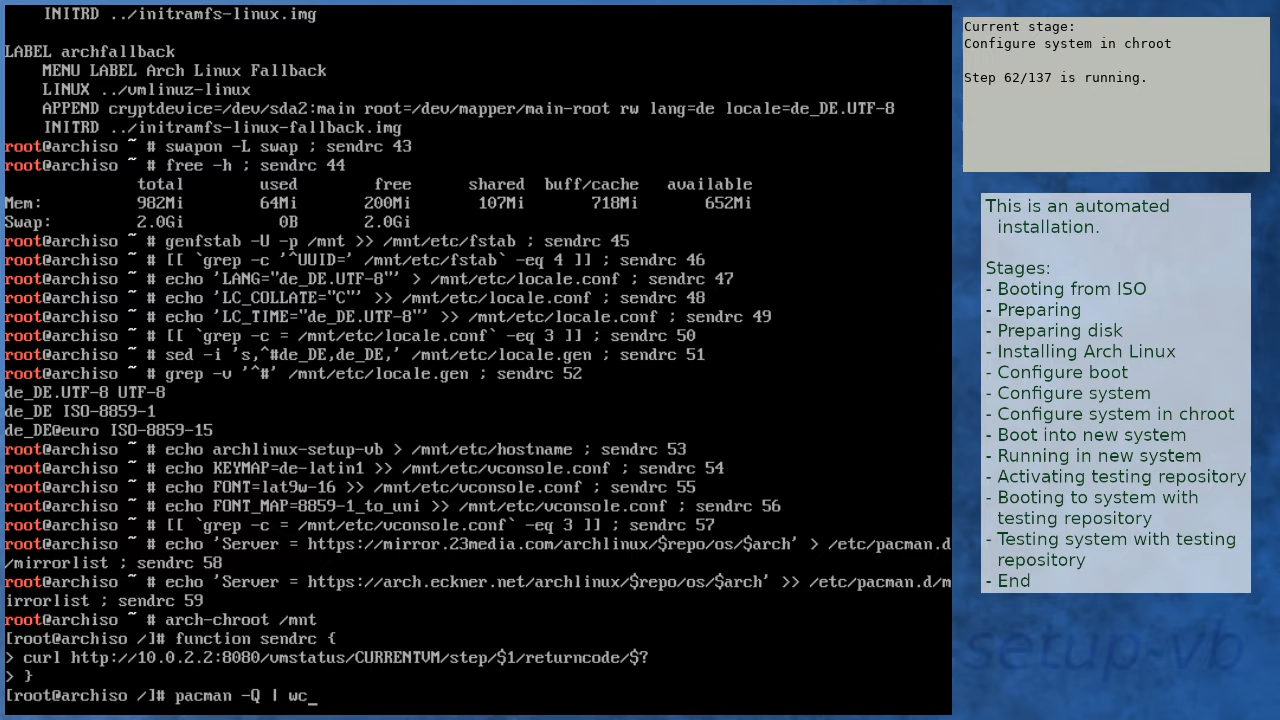 INITRD ../initramfs-linux.img
LABEL archfallback
MENU LABEL Arch Linux Fallback
LINUX ../vmlinuz-linux
APPEND cryptdevice=/dev/sda2:main root=/dev/mapper/main-root rw lang=de locale=de_DE.UTF-8
INITRD ../initramfs-linux-fallback.img
root@archiso ~ # swapon -L swap ; sendrc 43
root@archiso ~ # free -h ; sendrc 44
total used free shared buff/cache available
Mem: 982Mi 64Mi 200Mi 107Mi 718Mi 652Mi
Swap: 2.0Gi 0B 2.0Gi
root@archiso ~ # genfstab -U -p /mnt >> /mnt/etc/fstab ; sendrc 45
root@archiso ~ # [[ `grep -c '^UUID=' /mnt/etc/fstab` -eq 4 ]] ; sendrc 46
root@archiso ~ # echo 'LANG="de_DE.UTF-8"' > /mnt/etc/locale.conf ; sendrc 47
root@archiso ~ # echo 'LC_COLLATE="C"' >> /mnt/etc/locale.conf ; sendrc 48
root@archiso ~ # echo 'LC_TIME="de_DE.UTF-8"' >> /mnt/etc/locale.conf ; sendrc 49
root@archiso ~ # [[ `grep -c = /mnt/etc/locale.conf` -eq 3 ]] ; sendrc 50
root@archiso ~ # sed -i 's,^#de_DE,de_DE,' /mnt/etc/locale.gen ; sendrc 51
root@archiso ~ # grep -v '^#' /mnt/etc/locale.gen ; sendrc 52
de_DE.UTF-8 UTF-8
de_DE ISO-8859-1
de_DE@euro ISO-8859-15
root@archiso ~ # echo archlinux-setup-vb > /mnt/etc/hostname ; sendrc 53
root@archiso ~ # echo KEYMAP=de-latin1 >> /mnt/etc/vconsole.conf ; sendrc 54
root@archiso ~ # echo FONT=lat9w-16 >> /mnt/etc/vconsole.conf ; sendrc 55
root@archiso ~ # echo FONT_MAP=8859-1_to_uni >> /mnt/etc/vconsole.conf ; sendrc 56
root@archiso ~ # [[ `grep -c = /mnt/etc/vconsole.conf` -eq 3 ]] ; sendrc 57
root@archiso ~ # echo 'Server = https://mirror.23media.com/archlinux/$repo/os/$arch' > /etc/pacman.d
/mirrorlist ; sendrc 58
root@archiso ~ # echo 'Server = https://arch.eckner.net/archlinux/$repo/os/$arch' >> /etc/pacman.d/m
irrorlist ; sendrc 59
root@archiso ~ # arch-chroot /mnt
[root@archiso /]# function sendrc {
> curl http://10.0.2.2:8080/vmstatus/CURRENTVM/step/$1/returncode/$?
> }
[root@archiso /]# pacman -Q | wc_
Current stage:
Configure system in chroot
Step 62/137 is running.
This is an automated
installation.
Stages:
- Booting from ISO
- Preparing
- Preparing disk
- Installing Arch Linux
- Configure boot
- Configure system
- Configure system in chroot
- Boot into new system
- Running in new system
- Activating testing repository
- Booting to system with
testing repository
- Testing system with testing
repository
- End
setup-vb